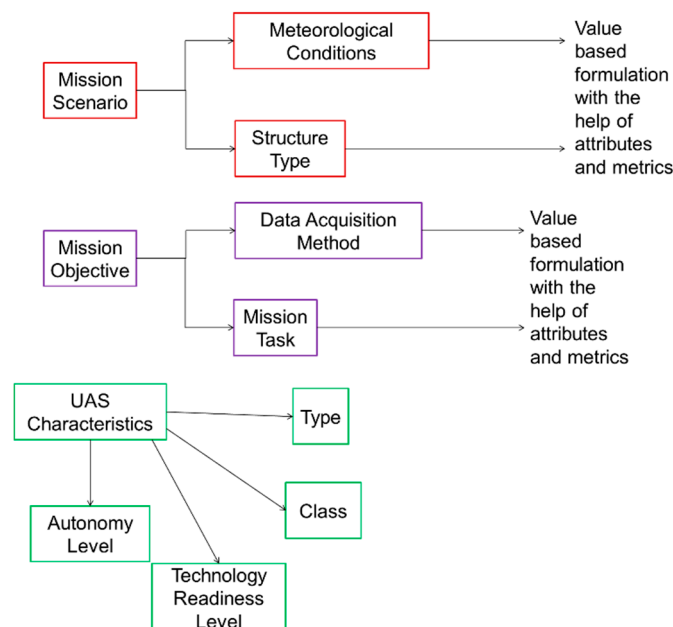 Meteorological
Conditions
Value
based
formulation
with the
help of
attributes
and metrics
Mission
Scenario
Structure
Type
Data Acquisition
Method
Value
based
formulation
with the
help of
attributes
and metrics
Mission
Objective
Mission
Task
UAS
Characteristics
Type
Class
Autonomy
Level
Technology
Readiness
Level